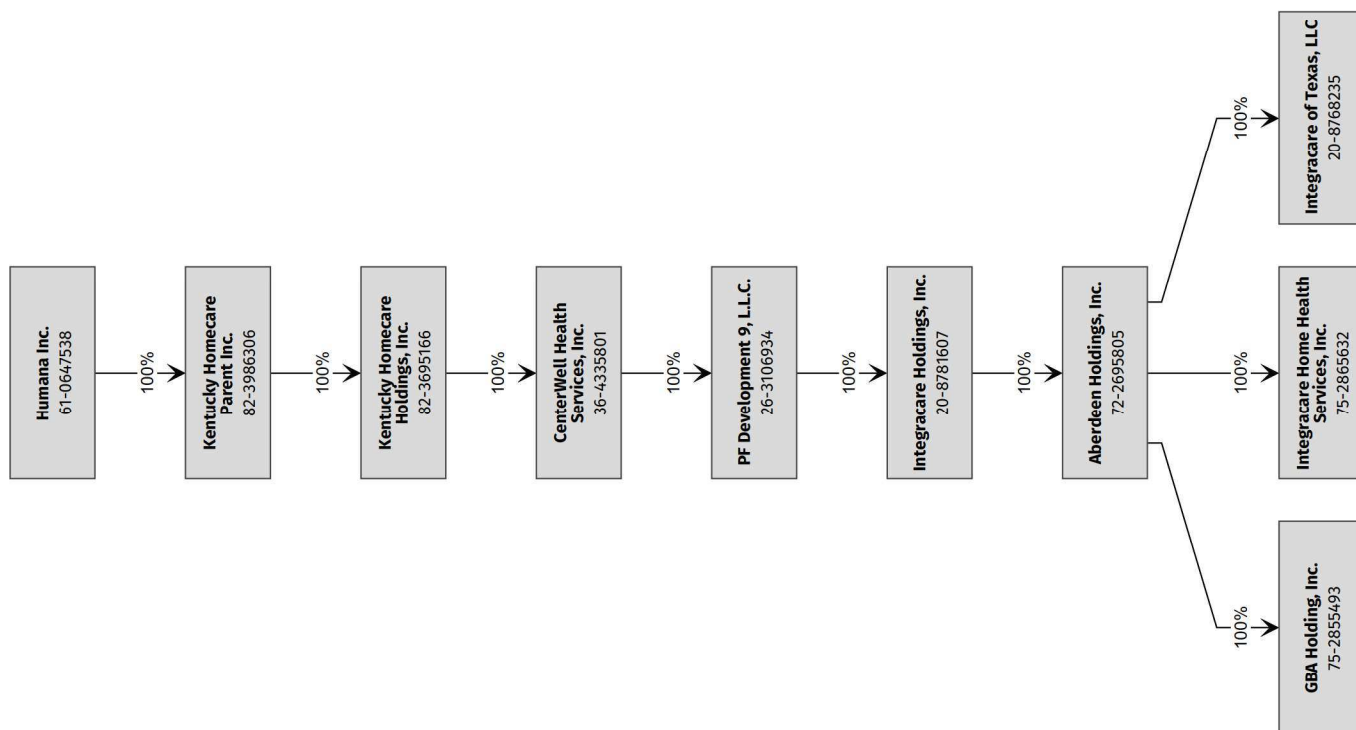 Humana Inc.
61-0647538
100%
Kentucky Homecare
Parent Inc.
82-3986306
100%
Kentucky Homecare
Holdings, Inc.
82-3695166
100%
CenterWell Health
Services, Inc.
36-4335801
100%
PF Development 9, L.L.C.
26-3106934
100%
Integracare Holdings, Inc.
20-8781607
100%
Aberdeen Holdings, Inc.
72-2695805
100%
100%
100%
GBA Holding, Inc.
75-2855493
Integracare Home Health
Services, Inc.
75-2865632
Integracare of Texas, LLC
20-8768235